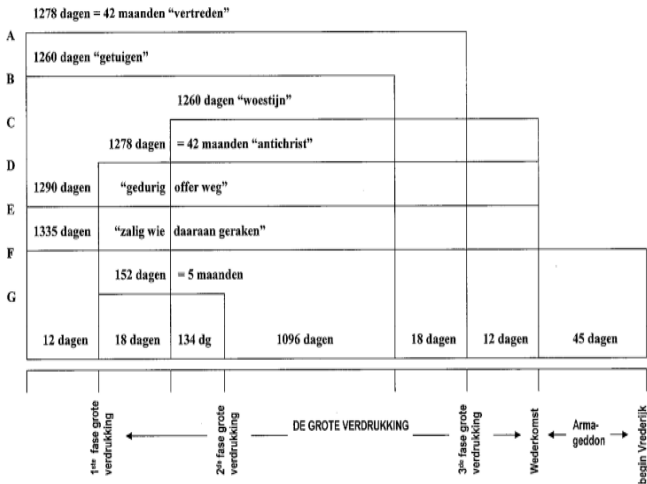 1278 dagen = 42 maanden “vertreden”
A
1260 dagen “getuigen”
B
1260 dagen “woestijn”
C
1278 dagen = 42 maanden “antichrist”
D
1290 dagen “gedurig offer weg”
E
1335 dagen “zalig wie daaraan geraken”
F
152 dagen = 5 maanden
G
12 dagen 18 dagen 134 dg 1096 dagen 18 dagen 12 dagen 45 dagen
1ste fase grote
verdrukking
2de fase grote
verdrukking
DE GROTE VERDRUKKING
3de fase grote
verdrukking
Wederkomst
Arma-
geddon
begin Vrederijk